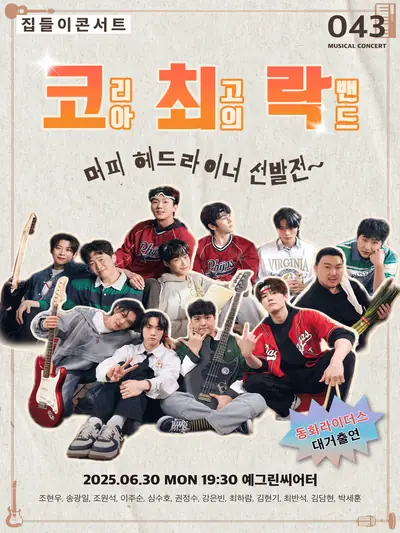 집들이콘서트
043
MUSICAL CONCERT
코리아 최고의 락밴드
머피 헤드라이너 선발전~
VIRGINIA
동화라이더스
대거출연
2025.06.30 MON 19:30 예그린씨어터
조현우, 송광일, 조원석, 이주순, 심수호, 권정수, 강은빈, 최하람, 김현기, 최반석, 김담현, 박세훈